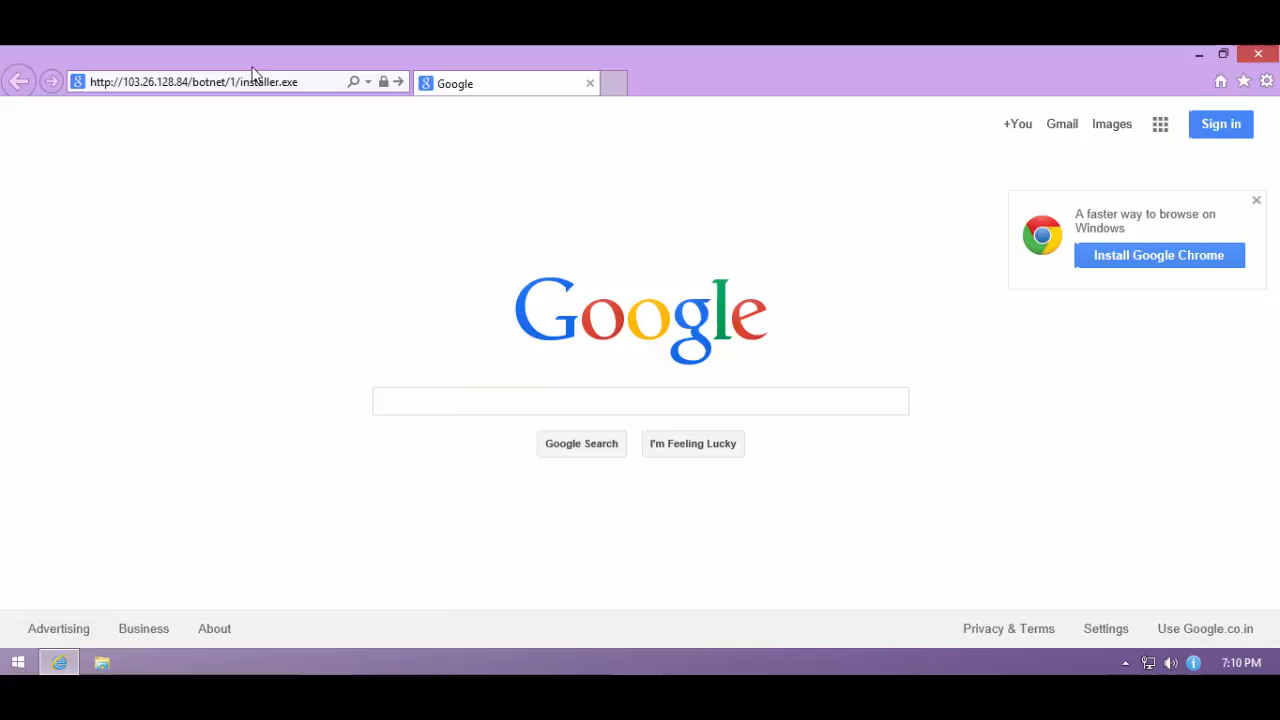 http://103.26.128.84/botnet/1/installer.exe
Google
+You Gmail Images Sign in
A faster way to browse on
Windows
Install Google Chrome
Google
Google Search I'm Feeling Lucky
Advertising Business About Privacy & Terms Settings Use Google.co.in
7:10 PM